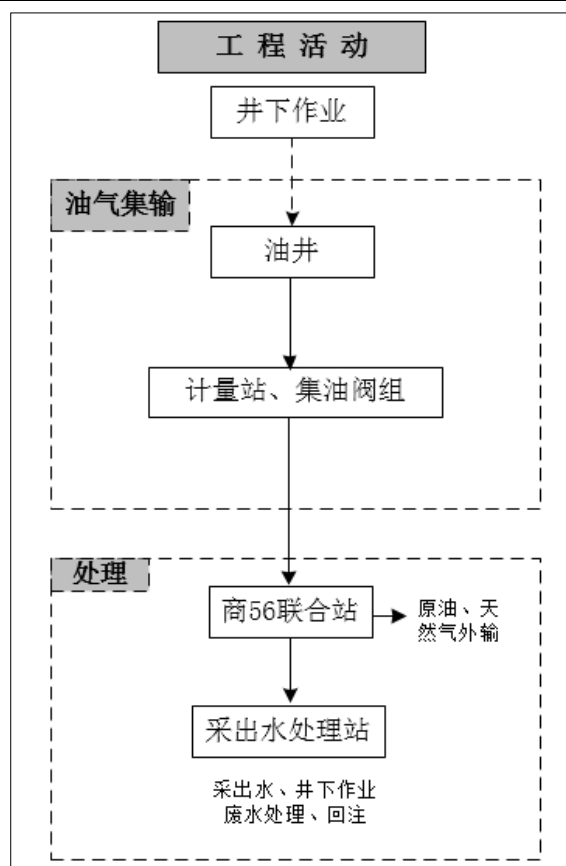 工程活动
井下作业
油气集输
油井
计量站、集油阀组
处理
商56联合站
原油、天
然气外输
采出水处理站
采出水、井下作业
废水处理、回注